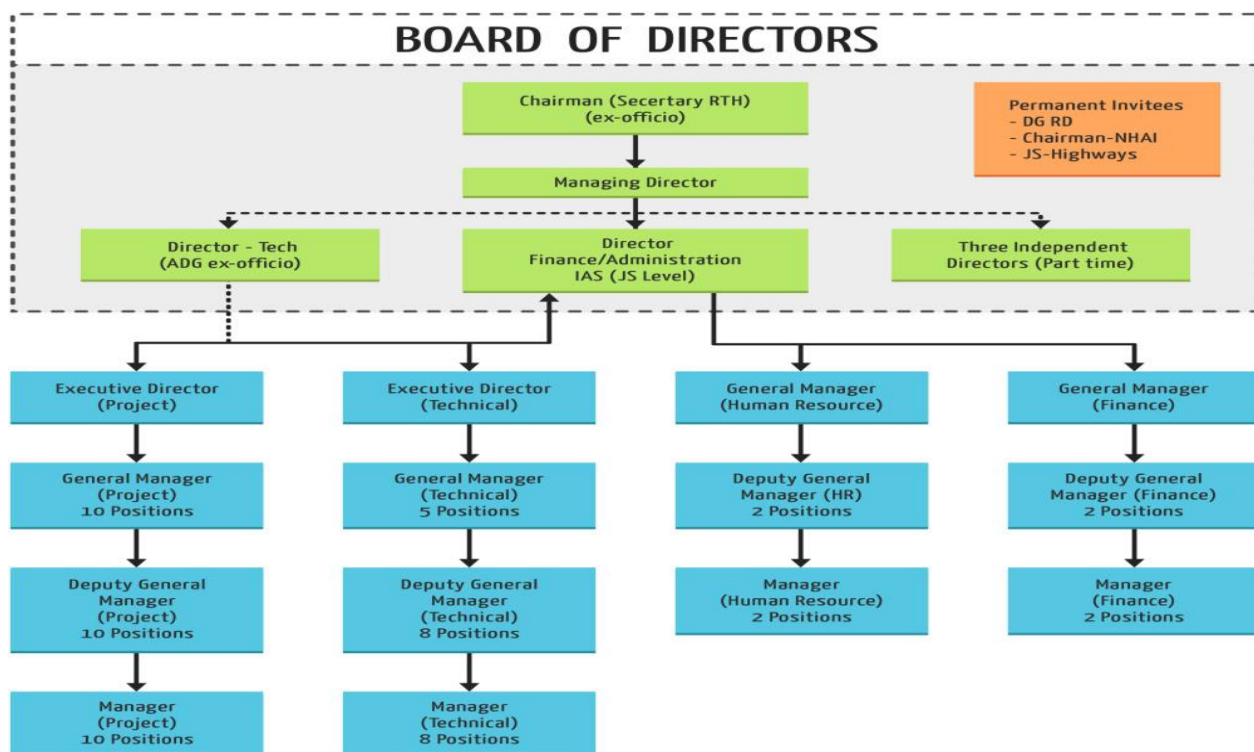 BOARD OF DIRECTORS
Chairman (Secertary RTH)
(ex-officio)
Permanent Invitees
- DG RD
- Chairman-NHAI
- JS-Highways
Managing Director
Director - Tech
(ADG ex-officio)
Director
Finance/Administration
IAS (JS Level)
Three Independent
Directors (Part time)
Executive Director
(Project)
Executive Director
(Technical)
General Manager
(Human Resource)
General Manager
(Finance)
General Manager
(Project)
10 Positions
General Manager
(Technical)
5 Positions
Deputy General
Manager (HR)
2 Positions
Deputy General
Manager (Finance)
2 Positions
Deputy General
Manager
(Project)
10 Positions
Deputy General
Manager
(Technical)
8 Positions
Manager
(Human Resource)
2 Positions
Manager
(Finance)
2 Positions
Manager
(Project)
10 Positions
Manager
(Technical)
8 Positions